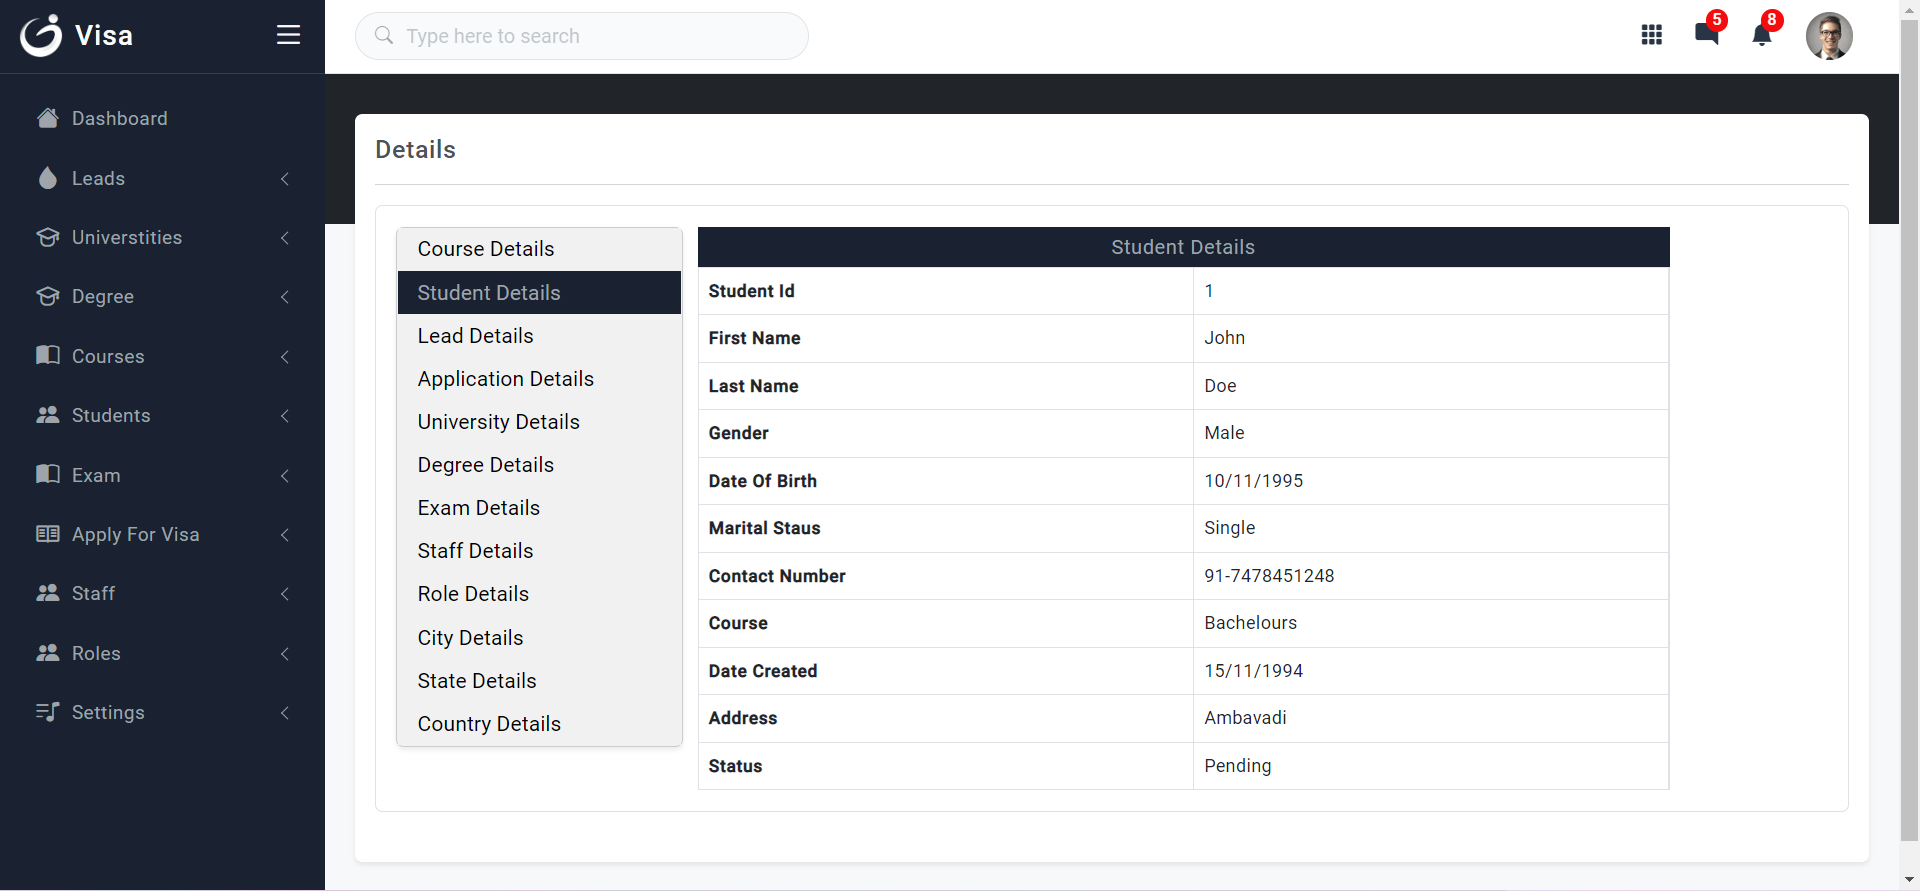 Visa
Type here to search
5
8
Dashboard
Leads
Universtities
Degree
Courses
Students
Exam
Apply For Visa
Staff
Roles
Settings
Details
Course Details
Student Details
Lead Details
Application Details
University Details
Degree Details
Exam Details
Staff Details
Role Details
City Details
State Details
Country Details
Student Details
Student Id 1
First Name John
Last Name Doe
Gender Male
Date Of Birth 10/11/1995
Marital Staus Single
Contact Number 91-7478451248
Course Bachelours
Date Created 15/11/1994
Address Ambavadi
Status Pending